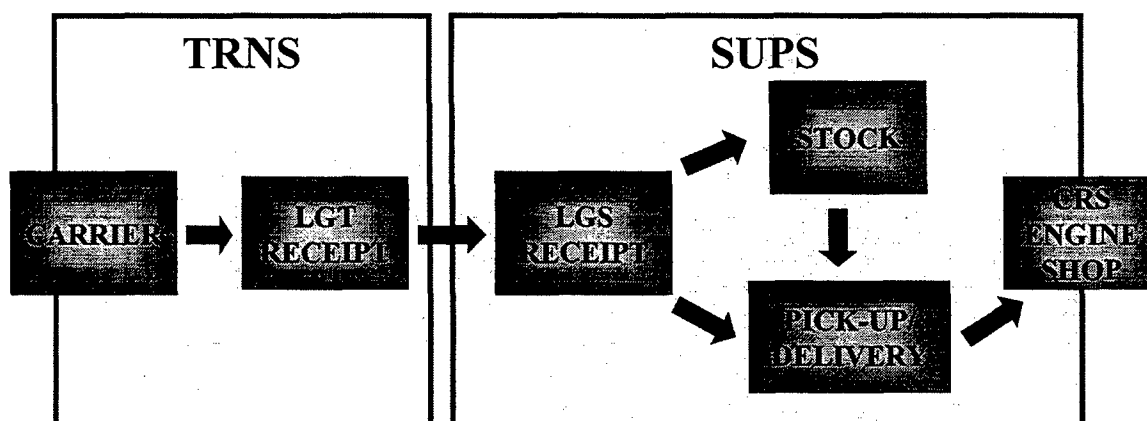 TRNS
SUPS
CARRIER
LGT
RECEIPT
LGS
RECEIPT
STOCK
PICK-UP
DELIVERY
CRS
ENGINE
SHOP